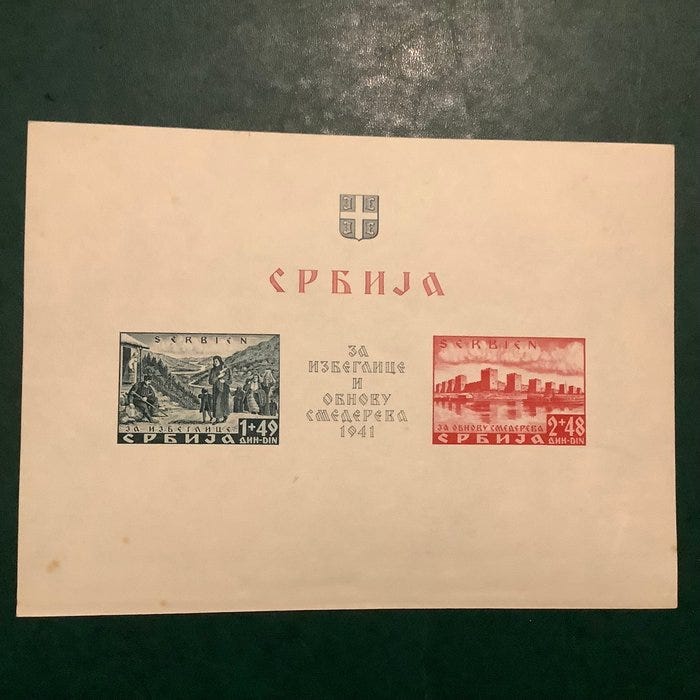 СРБИЈА
SERBIEN
ЗА ИЗБЕГЛИЦЕ
СРБИЈА
1+49
ДИН-DIN
ЗА
ИЗБЕГЛИЦЕ
И
ОБНОВУ
СМЕДЕРЕВА
1941
SERBIEN
ЗА ОБНОВУ СМЕДЕРЕВА
СРБИЈА
2+48
ДИН-DIN